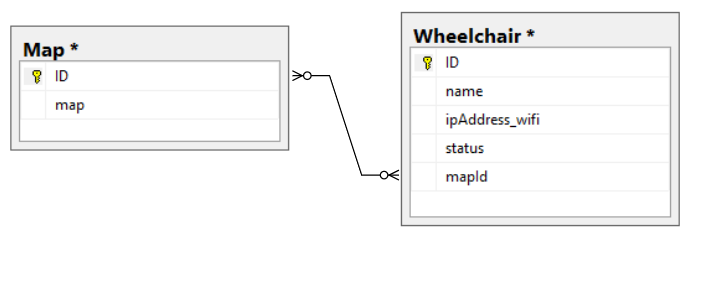 Map *
ID
map
Wheelchair *
ID
name
ipAddress_wifi
status
mapId